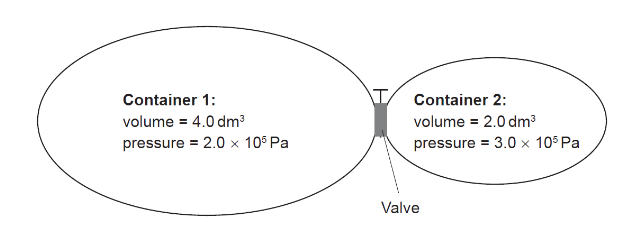 Container 1:
volume = 4.0 dm³
pressure = 2.0 × 10⁵ Pa
Container 2:
volume = 2.0 dm³
pressure = 3.0 × 10⁵ Pa
Valve